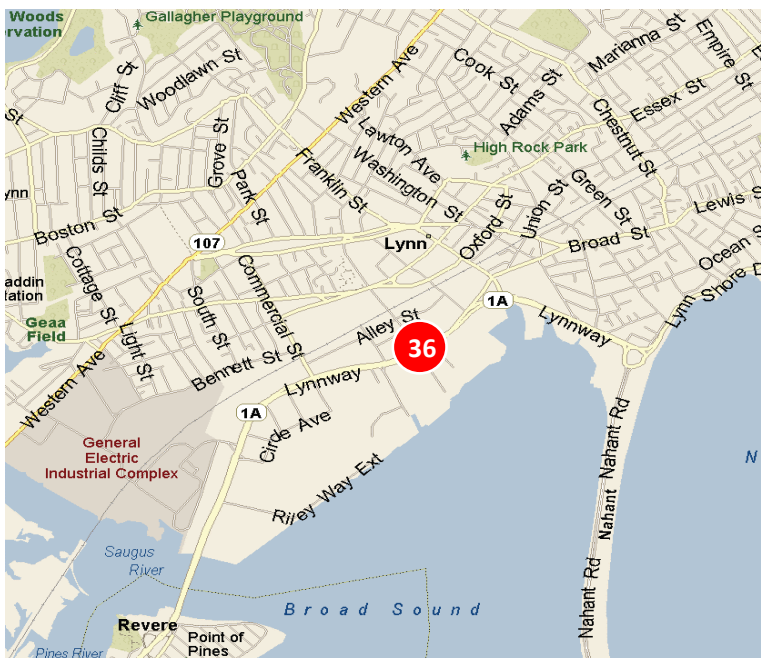 Woods
ervation
Gallagher Playground
Cliff St
Woodlawn St
Western Ave
Cook St
Adams St
Marianna St
Empire St
Essex St
Chestnut St
St
Childs St
Grove St
Park St
Lawton Ave
Washington St
Franklin St
High Rock Park
Green St
Union St
Oxford St
Lewis S
ynn
Boston St
107
Lynn
Broad St
Ocean S
Lynn Shore D
addin
tation
Cottage St
South St
Commercial St
Geaa
Field
Light St
Alley St
1A
Lynnway
36
Bennett St
Lynnway
Western Ave
1A
Circle Ave
General
Electric
Industrial Complex
Riley Way Ext
Nahant Rd
Nahant
Nahant Rd
N
Saugus
River
Broad Sound
Revere
Point of
Pines
Pines River